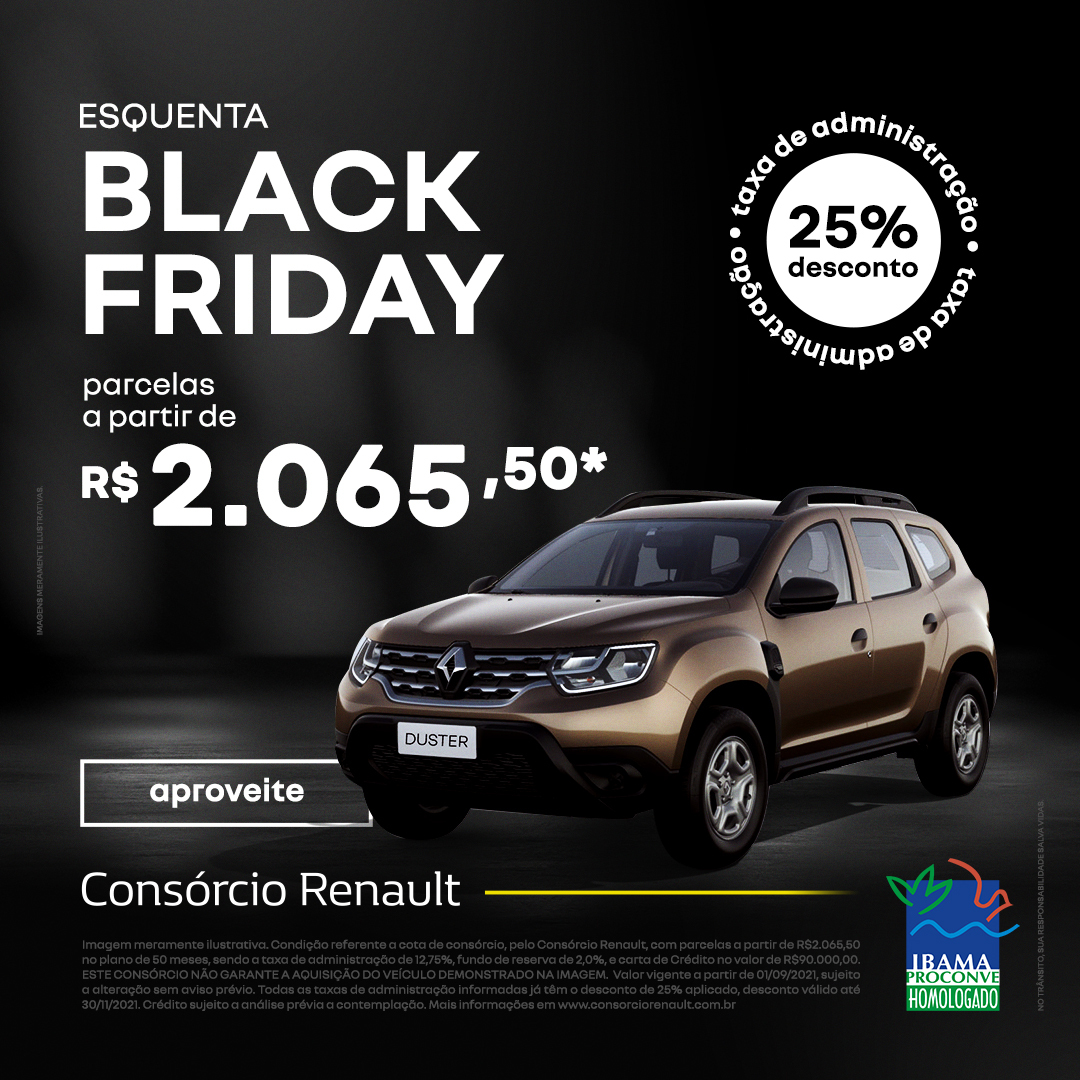 ESQUENTA
BLACK
FRIDAY
parcelas
a partir de
R$ 2.065,50*
taxa de administração • taxa de administração •
25%
desconto
IMAGENS MERAMENTE ILUSTRATIVAS.
DUSTER
aproveite
Consórcio Renault
Imagem meramente ilustrativa. Condição referente a cota de consórcio, pelo Consórcio Renault, com parcelas a partir de R$2.065,50
no plano de 50 meses, sendo a taxa de administração de 12,75%, fundo de reserva de 2,0%, e carta de Crédito no valor de R$90.000,00.
ESTE CONSÓRCIO NÃO GARANTE A AQUISIÇÃO DO VEÍCULO DEMONSTRADO NA IMAGEM. Valor vigente a partir de 01/09/2021, sujeito
a alteração sem aviso prévio. Todas as taxas de administração informadas já têm o desconto de 25% aplicado, desconto válido até
30/11/2021. Crédito sujeito a análise prévia a contemplação. Mais informações em www.consorciorenault.com.br
IBAMA
PROCONVE
HOMOLOGADO
NO TRÂNSITO, SUA RESPONSABILIDADE SALVA VIDAS.